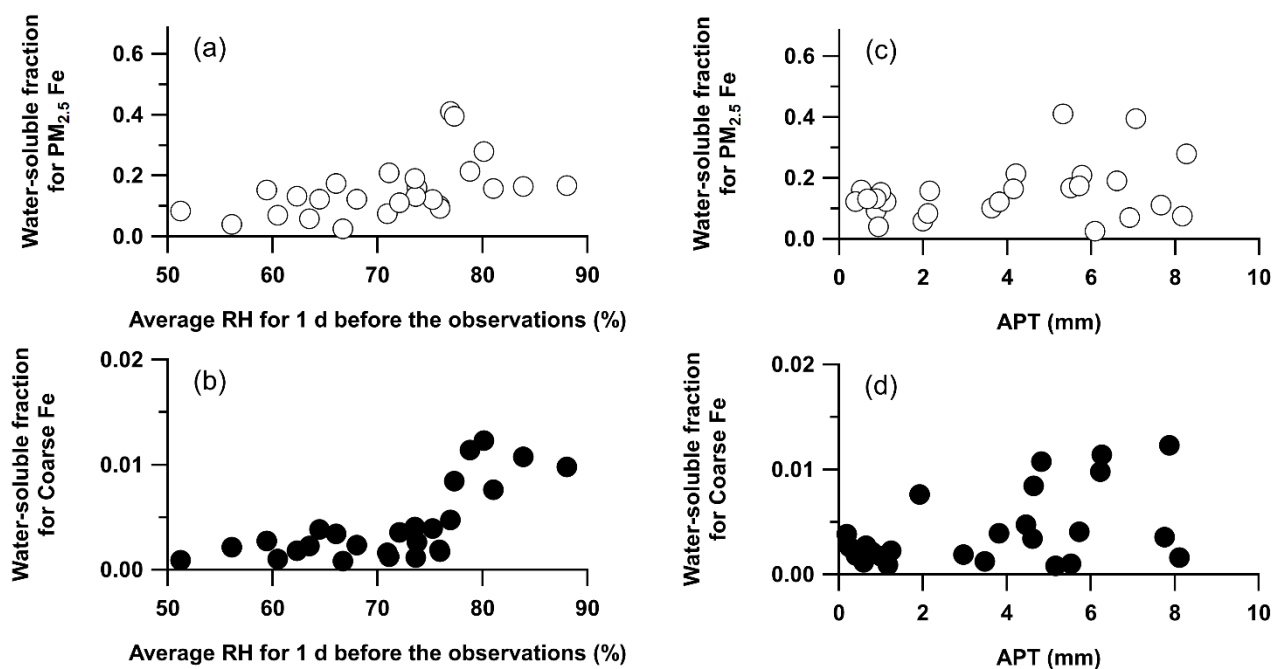 Water-soluble fraction
for PM2.5 Fe
(a)
0.6
0.4
0.2
0.0
50 60 70 80 90
Average RH for 1 d before the observations (%)
Water-soluble fraction
for PM2.5 Fe
(c)
0.6
0.4
0.2
0.0
0 2 4 6 8 10
APT (mm)
Water-soluble fraction
for Coarse Fe
(b)
0.02
0.01
0.00
50 60 70 80 90
Average RH for 1 d before the observations (%)
Water-soluble fraction
for Coarse Fe
(d)
0.02
0.01
0.00
0 2 4 6 8 10
APT (mm)